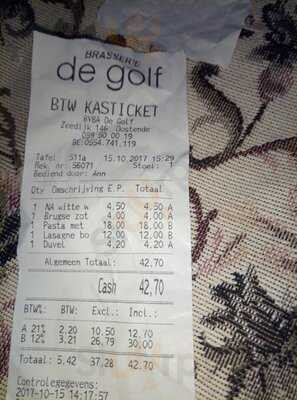 BRASSERIE
de golf
BTW KASTICKET
BVBA De Golf
Zeedijk 146 Oostende
059 50 00 19
BE:0554.741.119
Tafel: 511a 15.10.2017 15:29
Rek. nr: 56071 Stoel: 1
Bediend door: Ann
Qty Omschrijving E.P. Totaal
1 NA witte w 4.50 4.50 A
1 Brugse zot 4.00 4.00 A
1 Pasta met 18.00 18.00 B
1 Lasagne bo 12.00 12.00 B
1 Duvel 4.20 4.20 A
Algemeen Totaal: 42.70
Cash 42,70
BTW%: BTW: Excl.: Incl.:
A 21% 2.20 10.50 12.70
B 12% 3.21 26.79 30.00
Totaal: 5.42 37.28 42.70
Controlegegevens:
2017-10-15 14:17:57